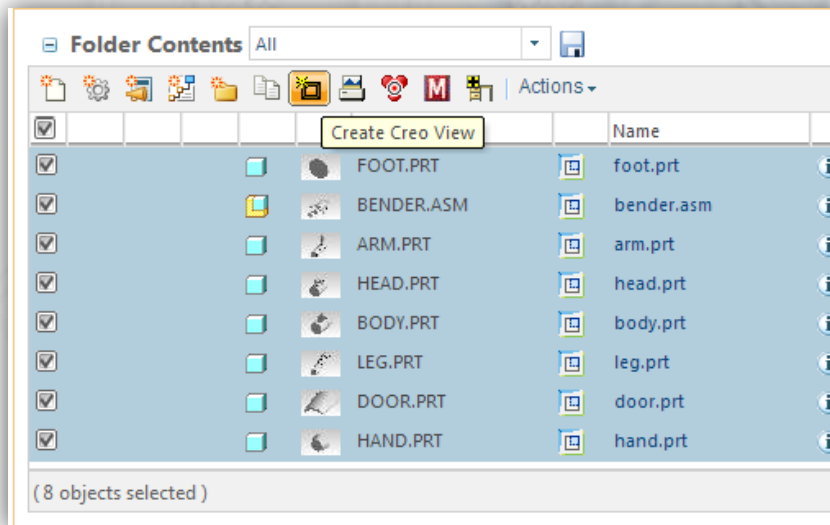 Folder Contents All
M Actions
Create Creo View
Name
FOOT.PRT foot.prt
BENDER.ASM bender.asm
ARM.PRT arm.prt
HEAD.PRT head.prt
BODY.PRT body.prt
LEG.PRT leg.prt
DOOR.PRT door.prt
HAND.PRT hand.prt
(8 objects selected )